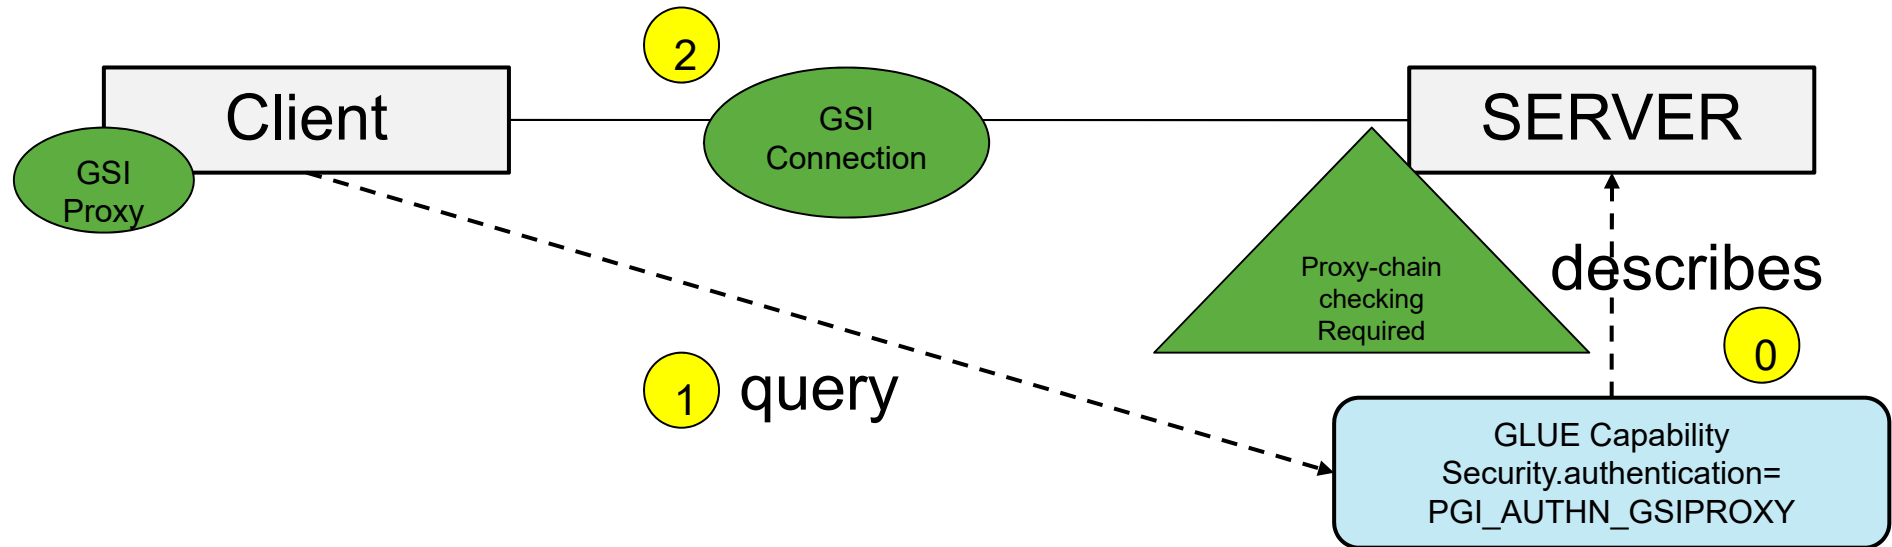 2
Client
GSI
Connection
SERVER
GSI
Proxy
Proxy-chain
checking
Required
describes
0
1
query
GLUE Capability
Security.authentication=
PGI_AUTHN_GSIPROXY